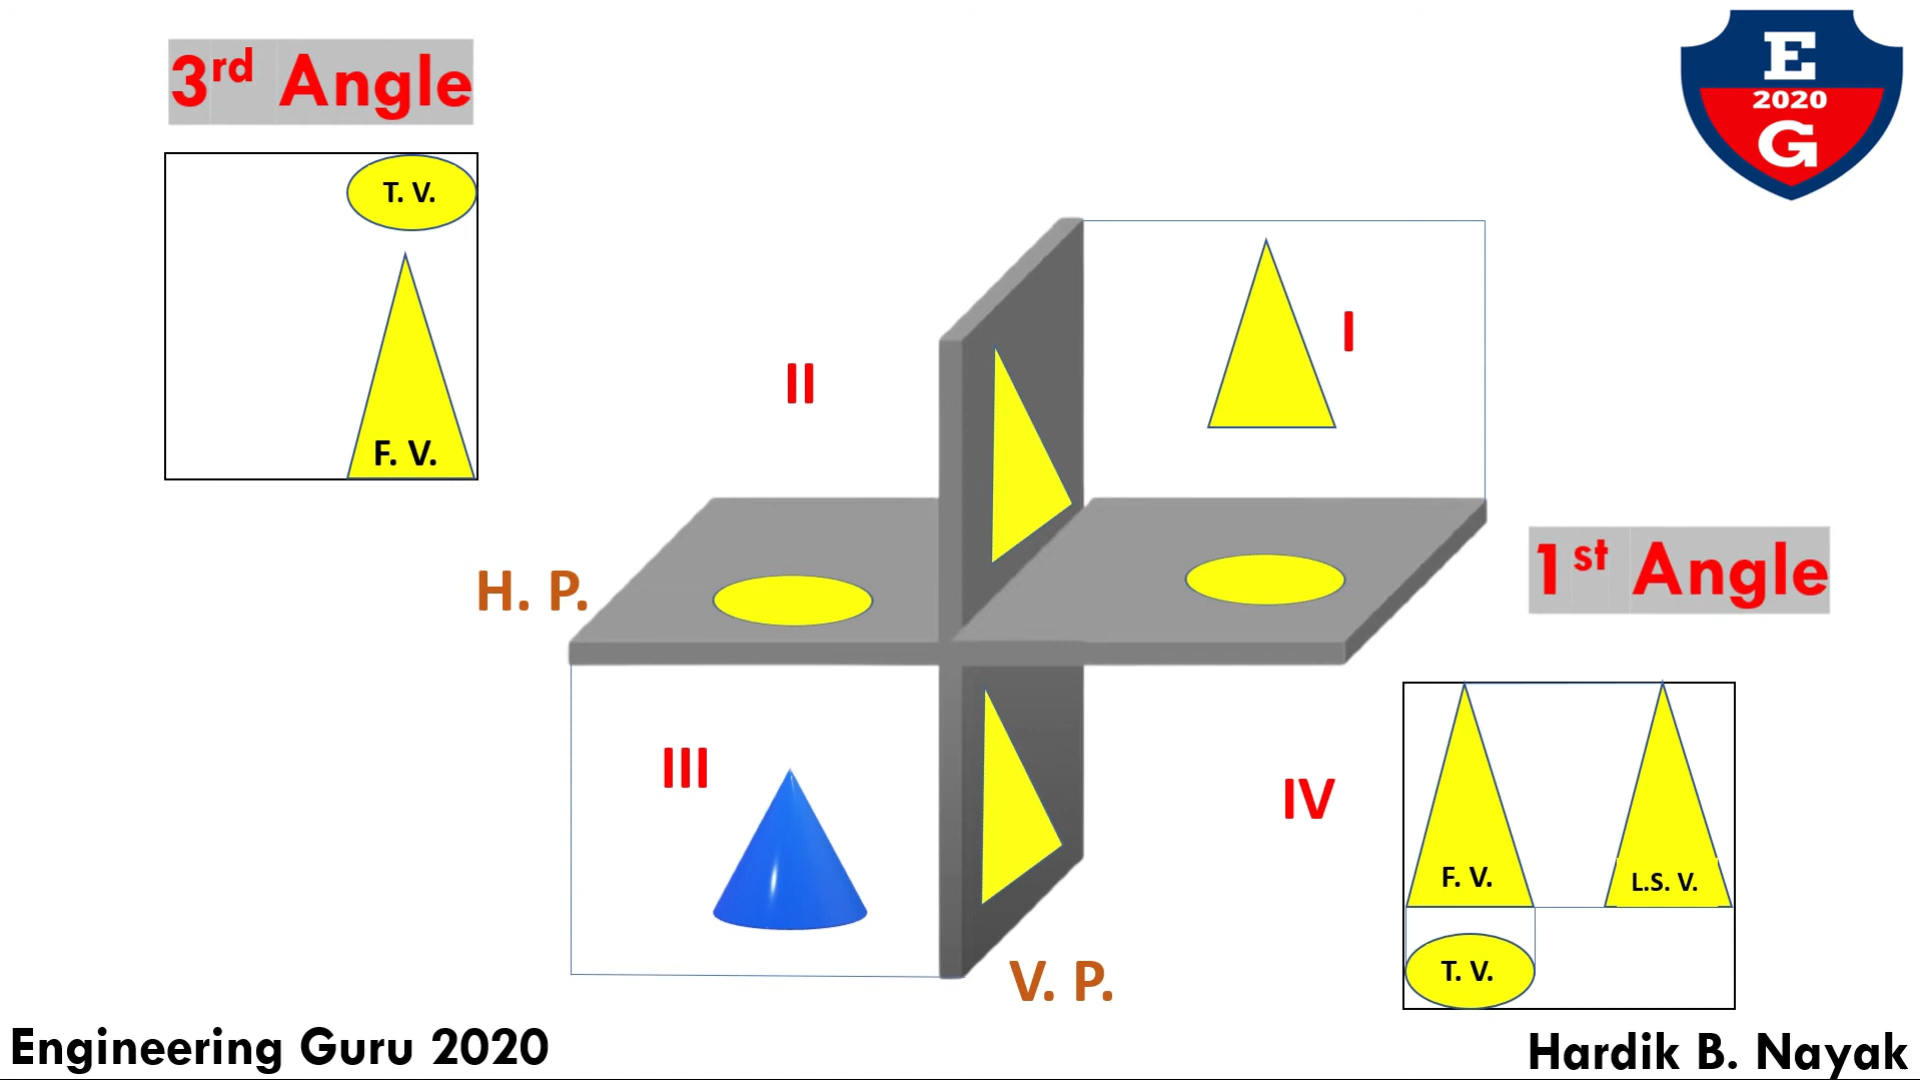 3rd Angle
E
2020
G
T. V.
F. V.
I
II
H. P.
1st Angle
III
IV
F. V.
L.S. V.
T. V.
V. P.
Engineering Guru 2020
Hardik B. Nayak